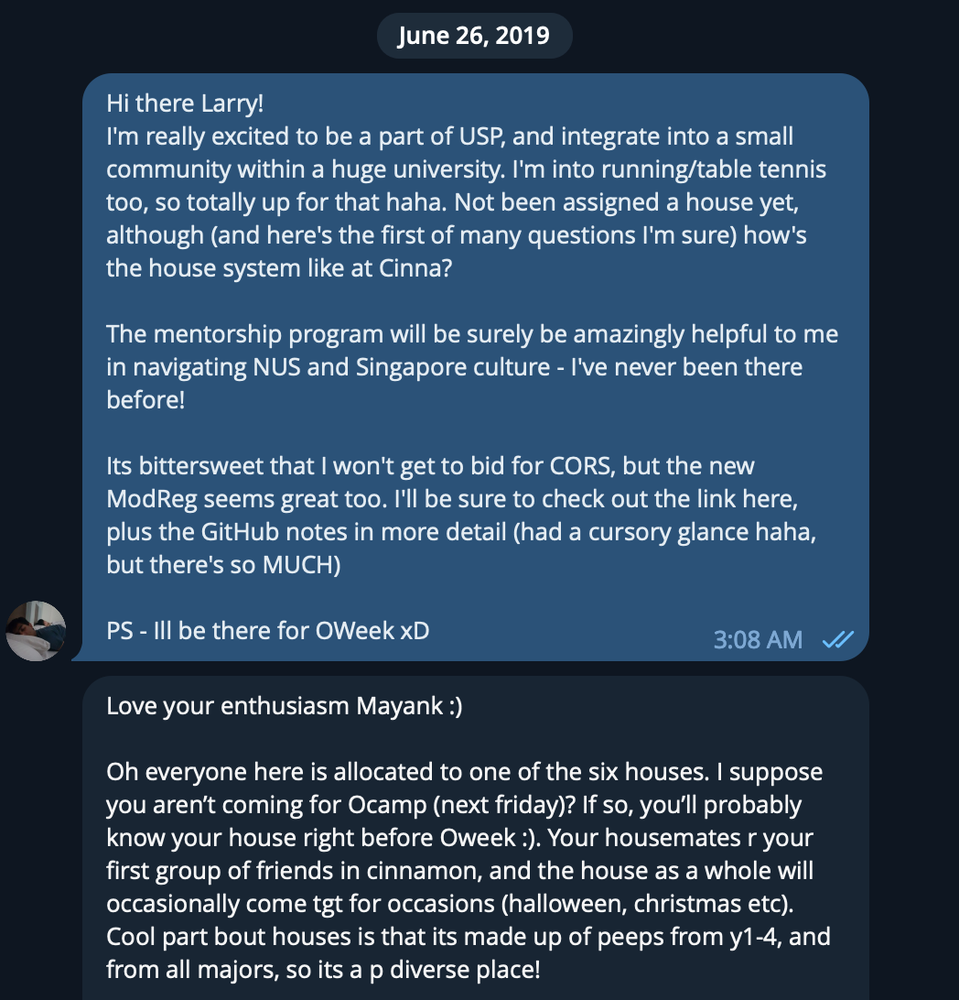 June 26, 2019
Hi there Larry!
I'm really excited to be a part of USP, and integrate into a small
community within a huge university. I'm into running/table tennis
too, so totally up for that haha. Not been assigned a house yet,
although (and here's the first of many questions I'm sure) how's
the house system like at Cinna?
The mentorship program will be surely be amazingly helpful to me
in navigating NUS and Singapore culture - I've never been there
before!
Its bittersweet that I won't get to bid for CORS, but the new
ModReg seems great too. I'll be sure to check out the link here,
plus the GitHub notes in more detail (had a cursory glance haha,
but there's so MUCH)
PS - Ill be there for OWeek xD
3:08 AM
Love your enthusiasm Mayank :)
Oh everyone here is allocated to one of the six houses. I suppose
you aren’t coming for Ocamp (next friday)? If so, you’ll probably
know your house right before Oweek :). Your housemates r your
first group of friends in cinnamon, and the house as a whole will
occasionally come tgt for occasions (halloween, christmas etc).
Cool part bout houses is that its made up of peeps from y1-4, and
from all majors, so its a p diverse place!